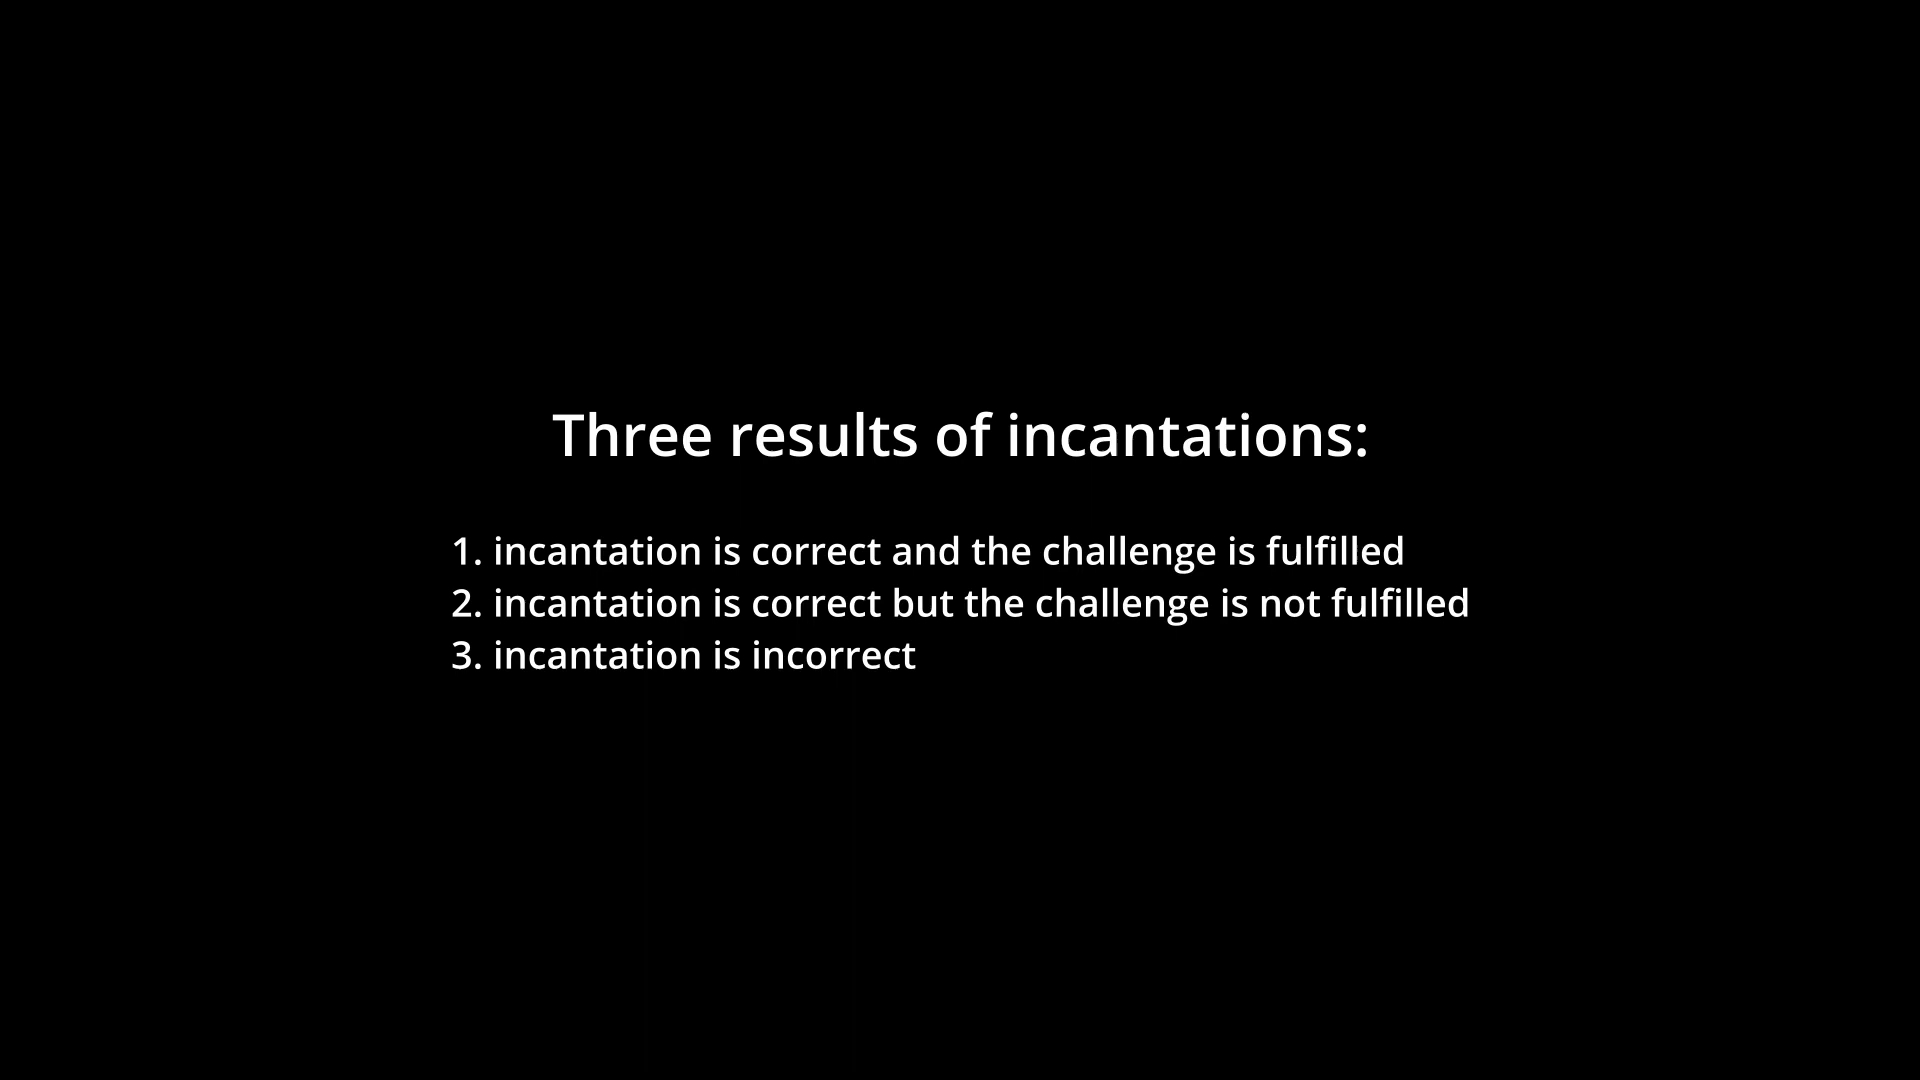 Three results of incantations:
1. incantation is correct and the challenge is fulfilled
2. incantation is correct but the challenge is not fulfilled
3. incantation is incorrect